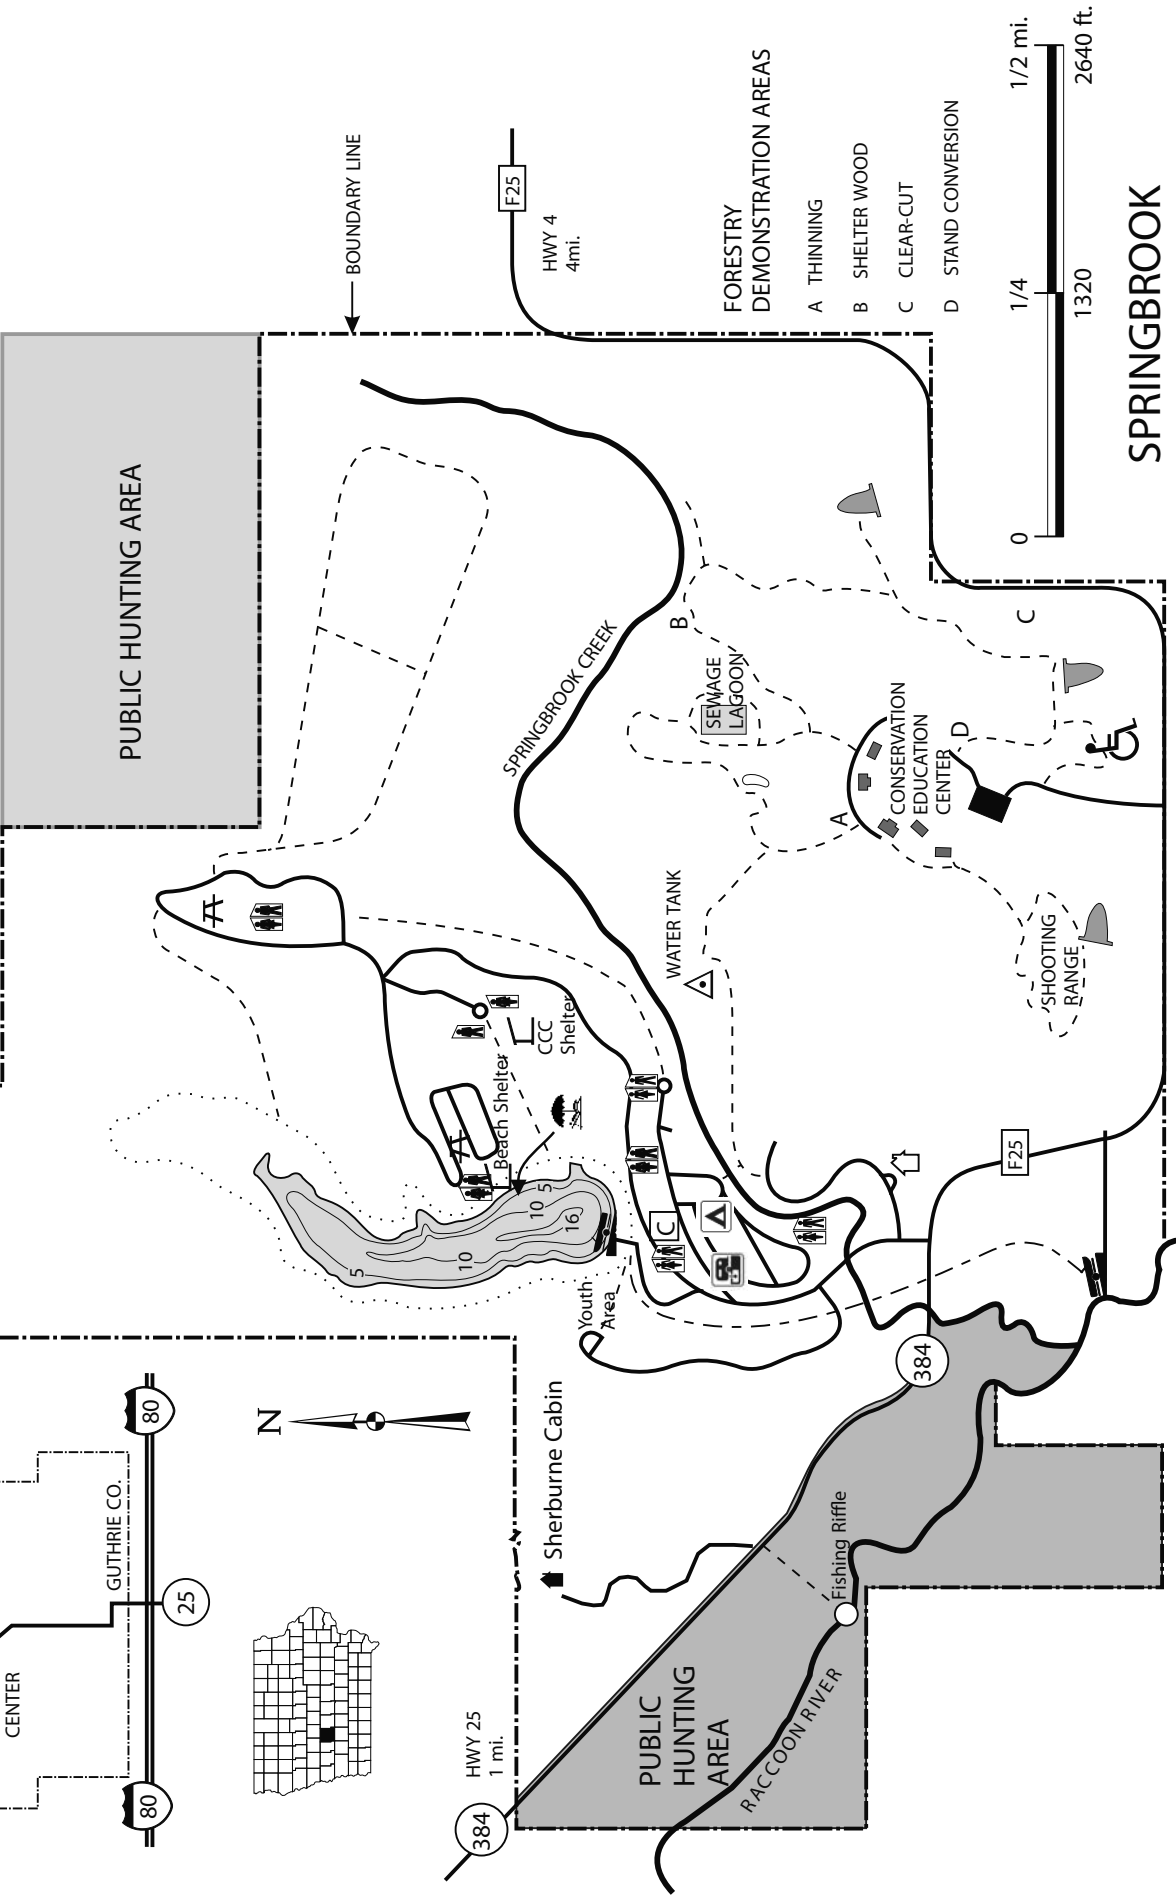 CENTER
GUTHRIE CO.
80
80
25
N
384
HWY 25
1 mi.
Sherburne Cabin
PUBLIC
HUNTING
AREA
RACCOON RIVER
Fishing Riffle
384
Youth
Area
5
10
10
5
16
C
Beach Shelter
CCC
Shelter
PUBLIC HUNTING AREA
BOUNDARY LINE
F25
HWY 4
4mi.
SPRINGBROOK CREEK
WATER TANK
SEWAGE
LAGOON
B
A
CONSERVATION
EDUCATION
CENTER
D
C
SHOOTING
RANGE
F25
FORESTRY
DEMONSTRATION AREAS
A THINNING
B SHELTER WOOD
C CLEAR-CUT
D STAND CONVERSION
0 1/4 1/2 mi.
1320 2640 ft.
SPRINGBROOK